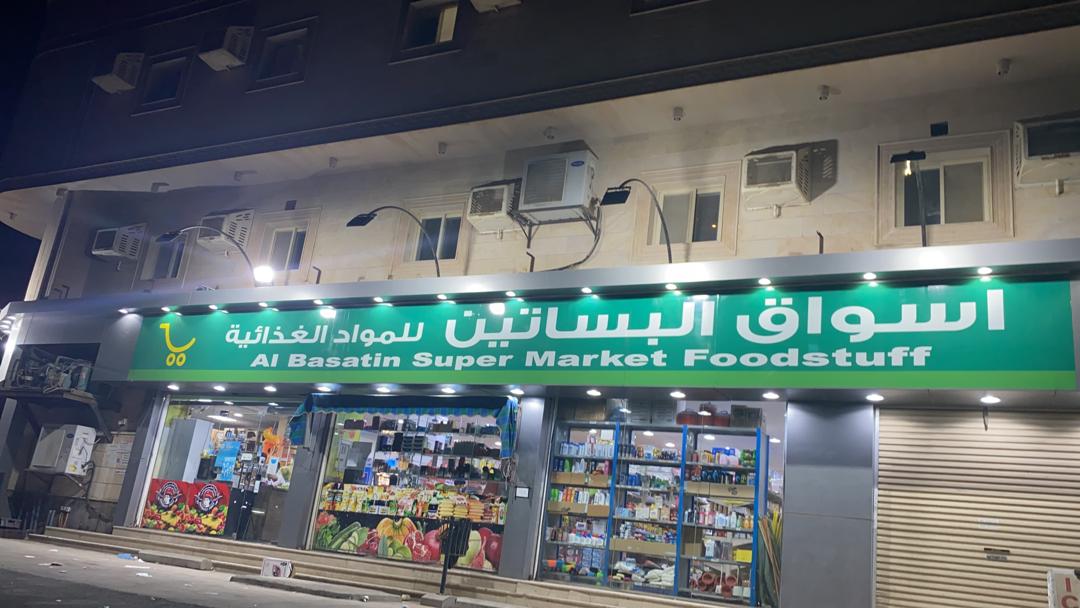 اسواق البساتين للمواد الغذائية
Al Basatin Super Market Foodstuff